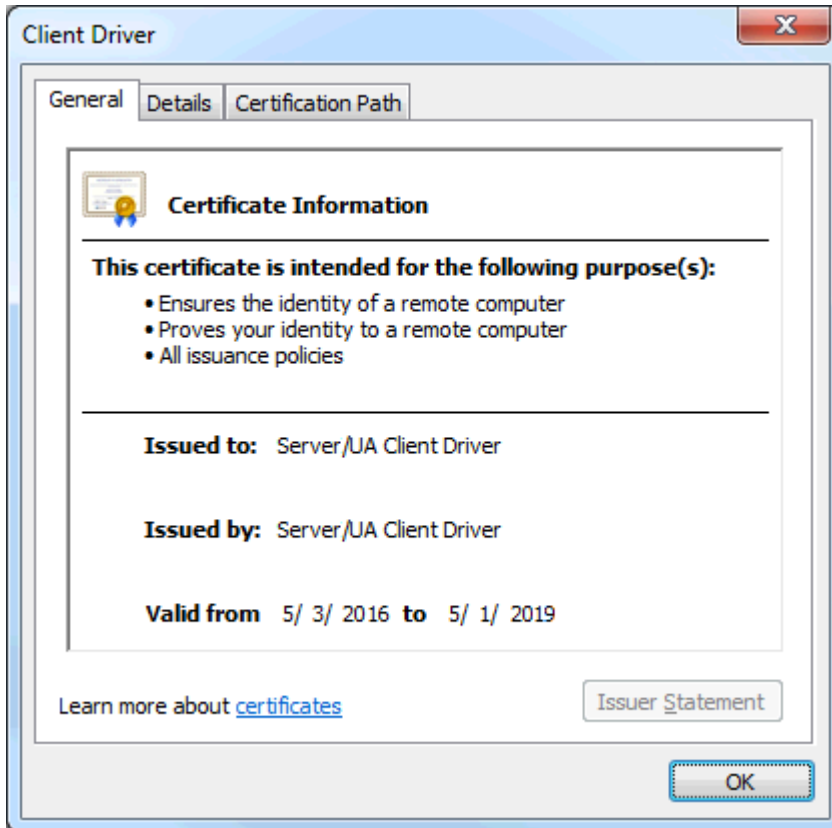 Client Driver
General Details Certification Path
Certificate Information
This certificate is intended for the following purpose(s):
• Ensures the identity of a remote computer
• Proves your identity to a remote computer
• All issuance policies
Issued to: Server/UA Client Driver
Issued by: Server/UA Client Driver
Valid from 5/ 3/ 2016 to 5/ 1/ 2019
Learn more about certificates
Issuer Statement
OK